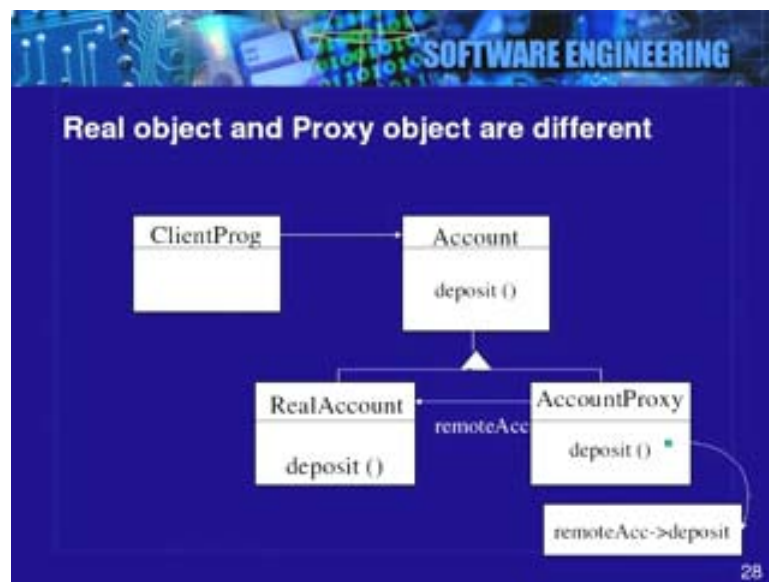 SOFTWARE ENGINEERING
Real object and Proxy object are different
ClientProg
Account
deposit ()
RealAccount
deposit ()
remoteAcc
AccountProxy
deposit ()
remoteAcc->deposit
28